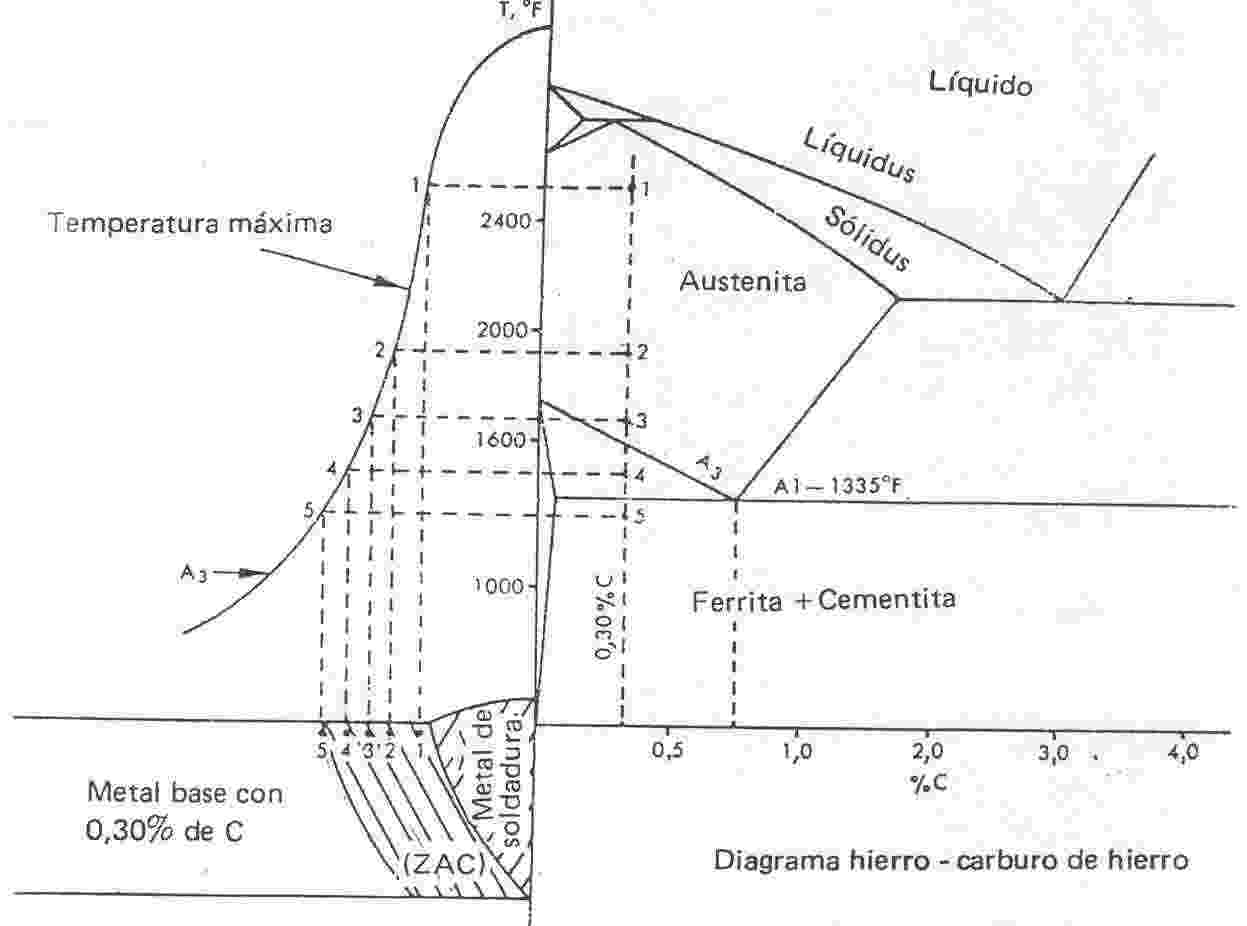 T, °F
Líquido
Líquidus
Sólidus
Temperatura máxima
Austenita
1
1
2400
2000
2
2
3
3
1600
4
4
A3
A1 — 1335°F
5
5
A3
1000
0,30% C
Ferrita + Cementita
5 4 3 2 1
Metal de
soldadura
0,5 1,0 2,0 3,0 4,0
% C
Metal base con
0,30% de C
(ZAC)
Diagrama hierro - carburo de hierro